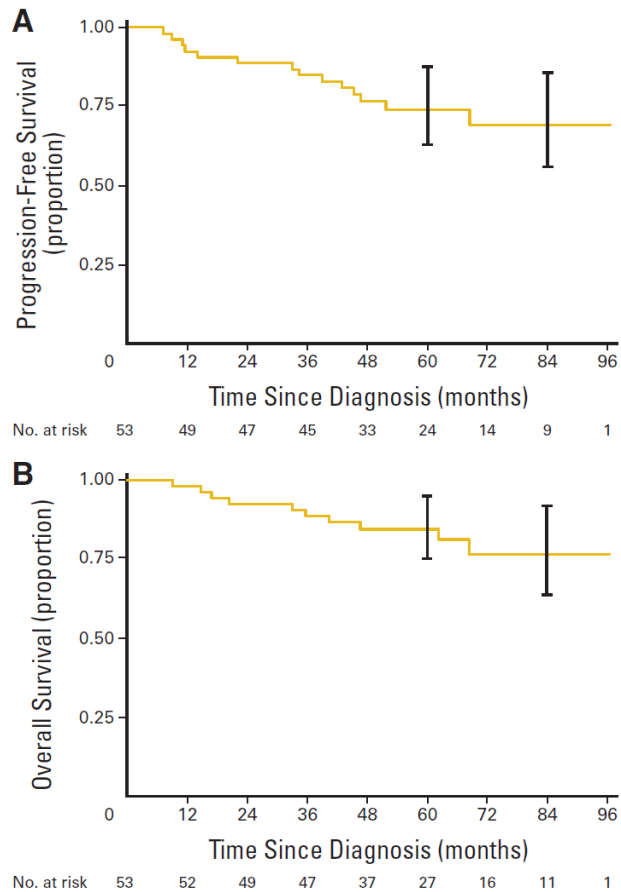 A
1.00
0.75
0.50
0.25
Progression-Free Survival
(proportion)
0 12 24 36 48 60 72 84 96
Time Since Diagnosis (months)
No. at risk 53 49 47 45 33 24 14 9 1
B
1.00
0.75
0.50
0.25
Overall Survival (proportion)
0 12 24 36 48 60 72 84 96
Time Since Diagnosis (months)
No. at risk 53 52 49 47 37 27 16 11 1